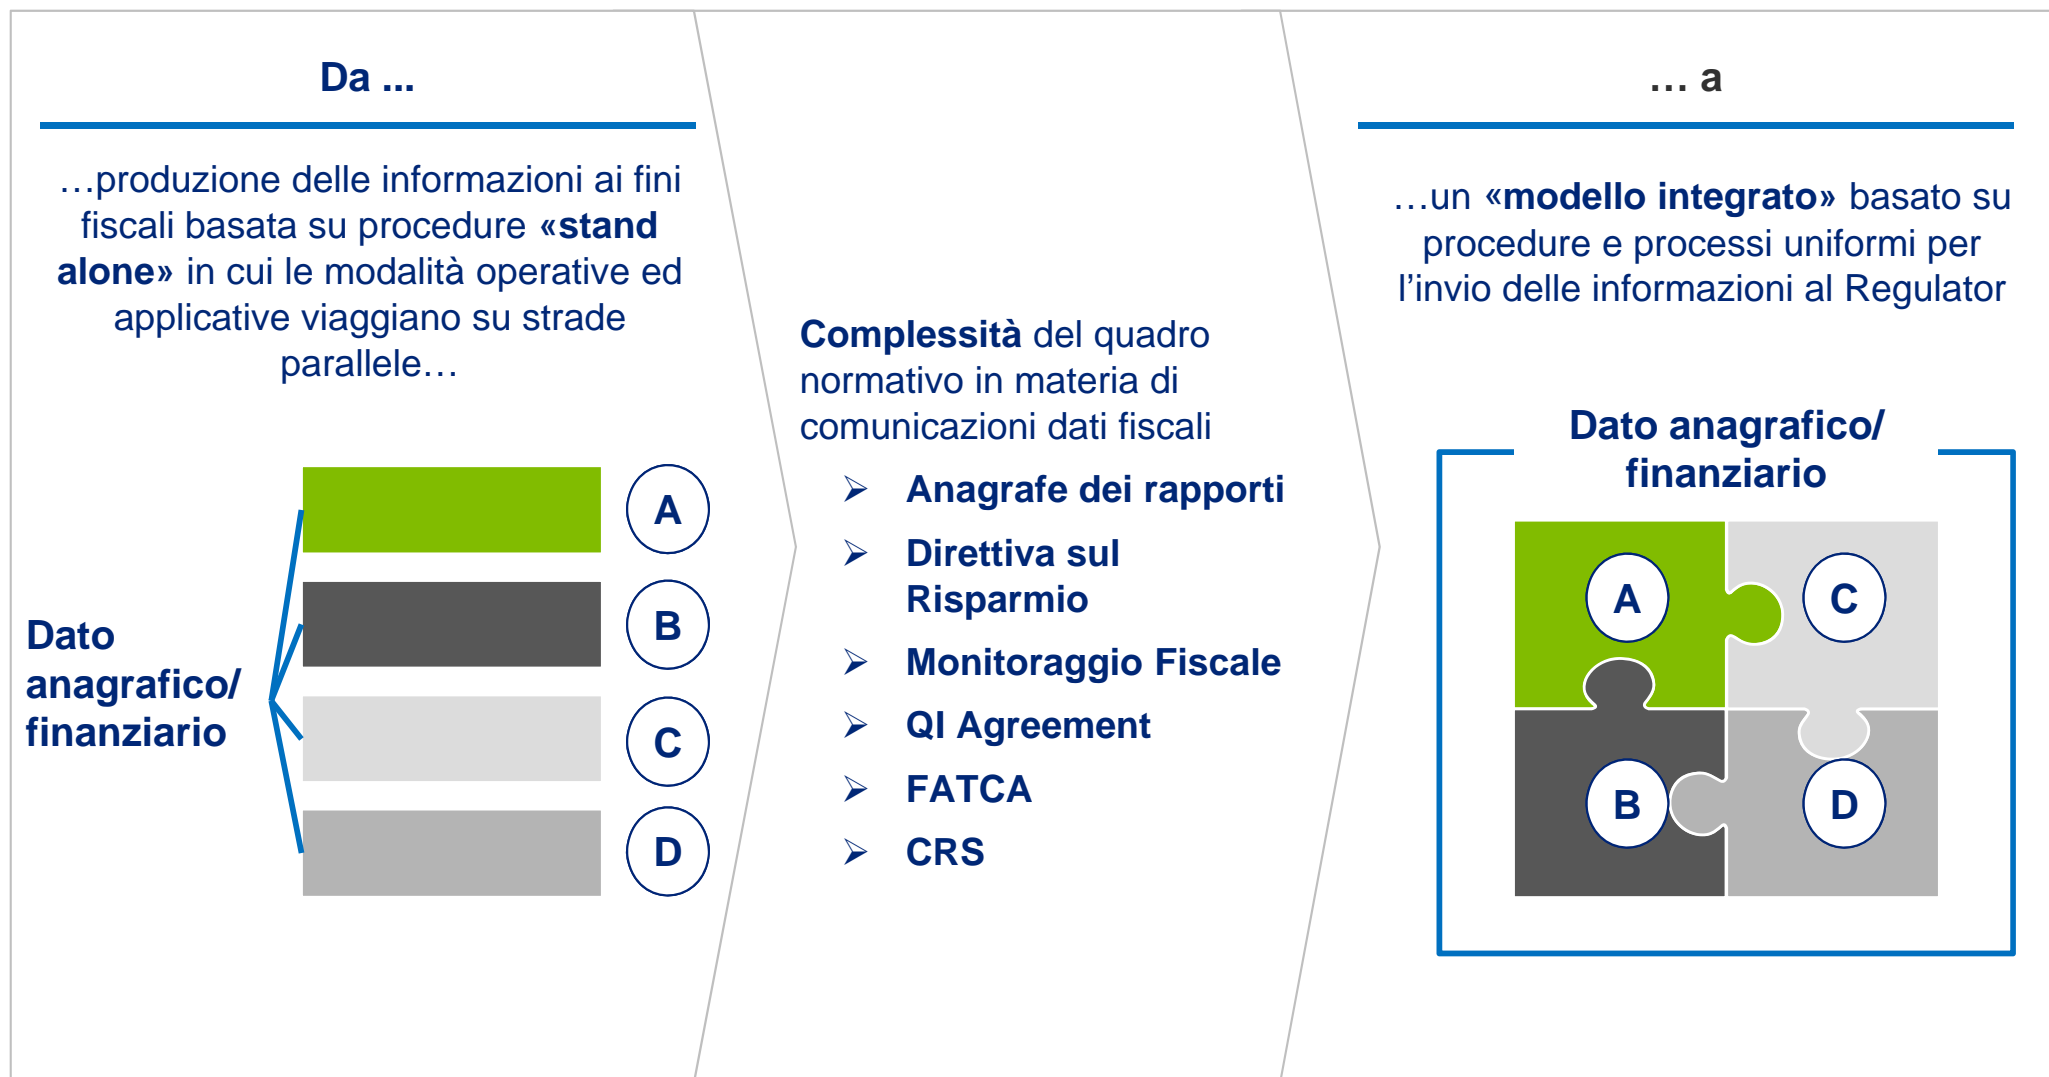 Da ...
…produzione delle informazioni ai fini
fiscali basata su procedure «stand
alone» in cui le modalità operative ed
applicative viaggiano su strade
parallele…
Dato
anagrafico/
finanziario
A
B
C
D
Complessità del quadro
normativo in materia di
comunicazioni dati fiscali
➢ Anagrafe dei rapporti
➢ Direttiva sul
Risparmio
➢ Monitoraggio Fiscale
➢ QI Agreement
➢ FATCA
➢ CRS
… a
…un «modello integrato» basato su
procedure e processi uniformi per
l’invio delle informazioni al Regulator
Dato anagrafico/
finanziario
A
C
B
D